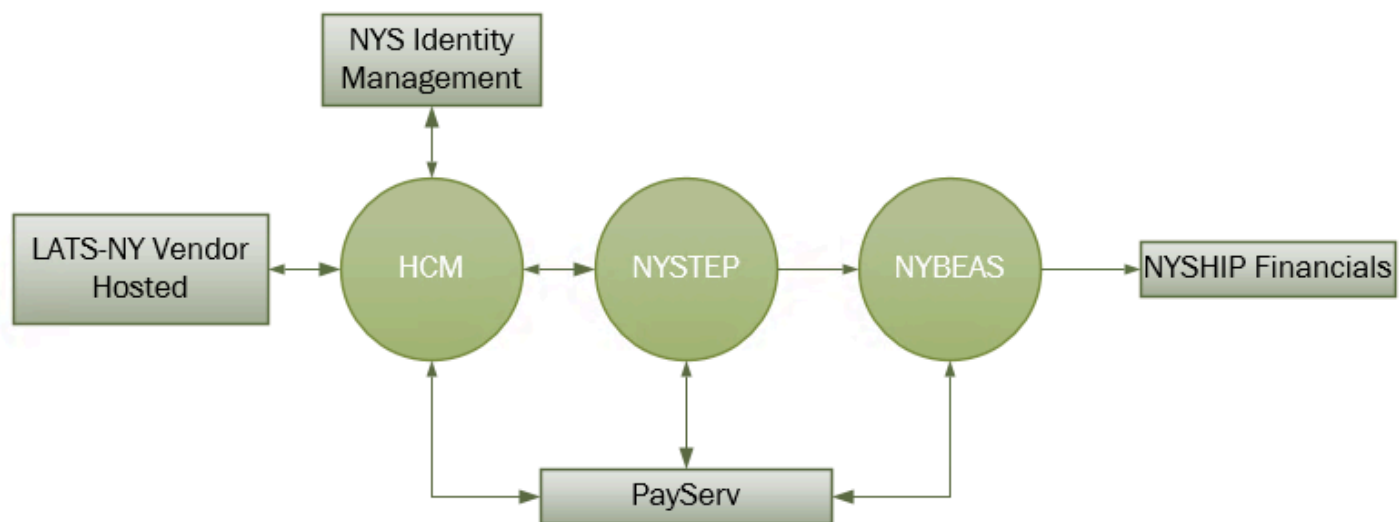 NYS Identity
Management
LATS-NY Vendor
Hosted
HCM
NYSTEP
NYBEAS
NYSHIP Financials
PayServ